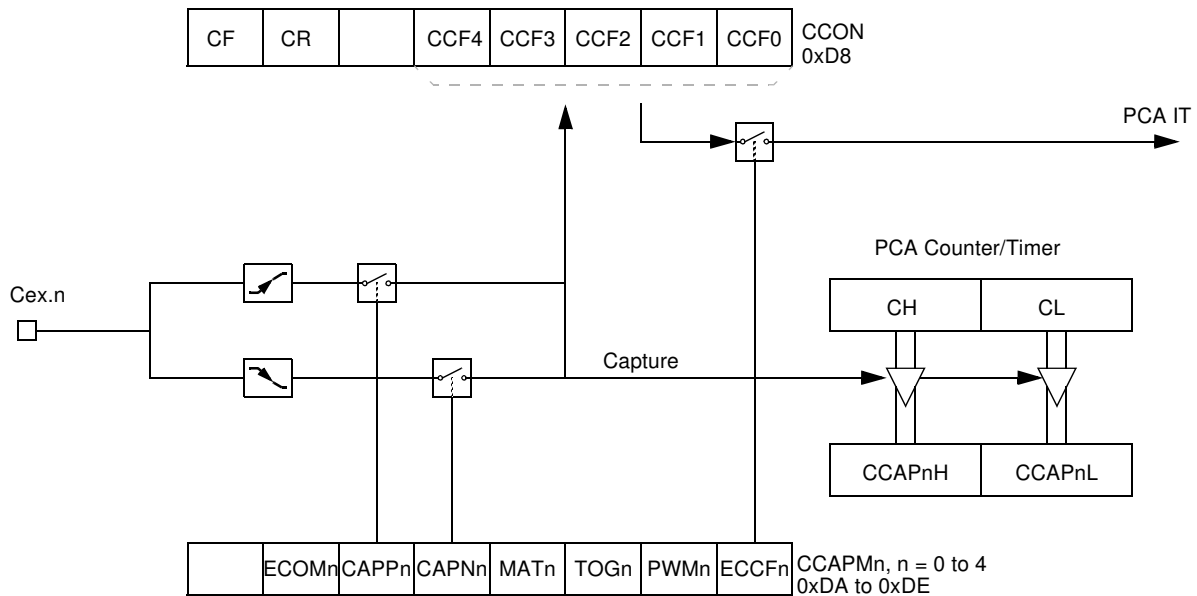 CF CR CCF4 CCF3 CCF2 CCF1 CCF0 CCON
0xD8
PCA IT
PCA Counter/Timer
Cex.n
CH CL
Capture
CCAPnH CCAPnL
ECOMn CAPPn CAPNn MATn TOGn PWMn ECCFn CCAPMn, n = 0 to 4
0xDA to 0xDE